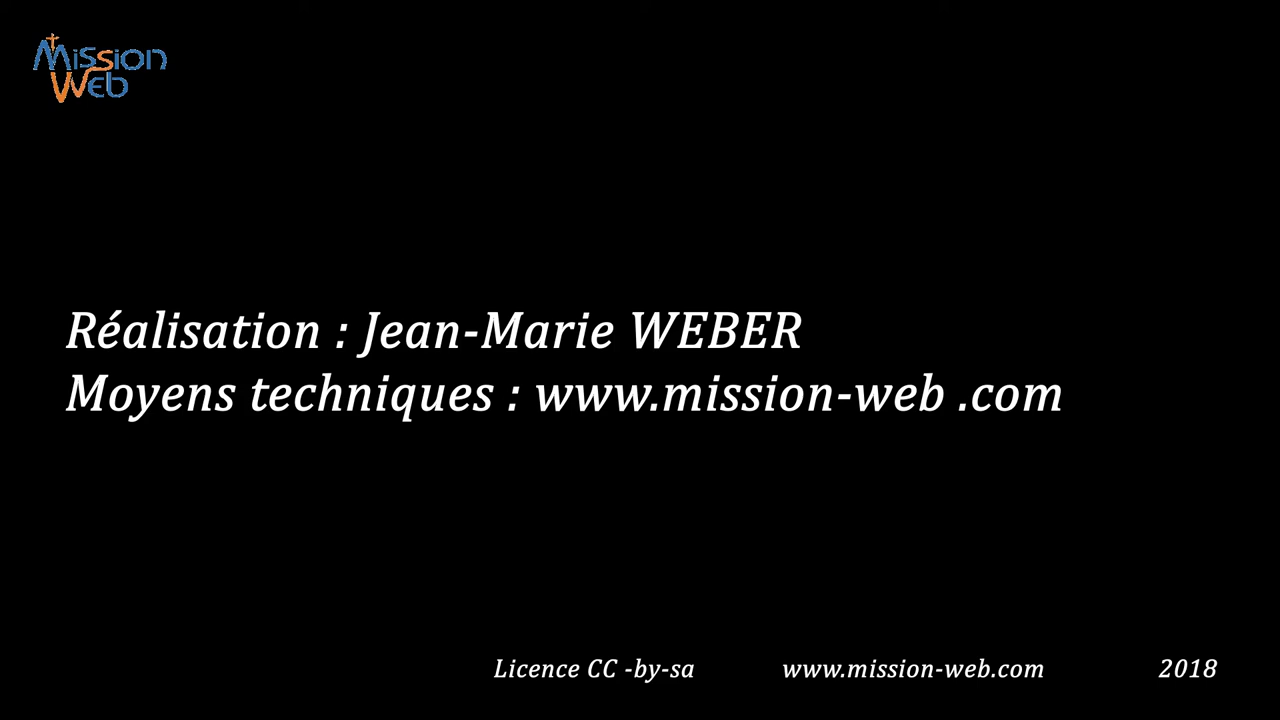 Mission
Web
Réalisation : Jean-Marie WEBER
Moyens techniques : www.mission-web .com
Licence CC -by-sa www.mission-web.com 2018